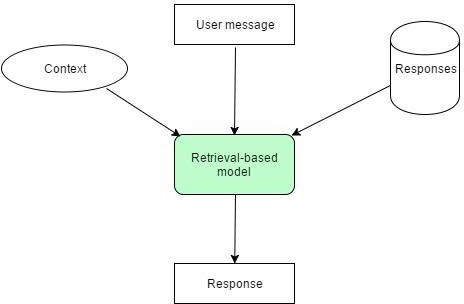 User message
Context
Responses
Retrieval-based
model
Response